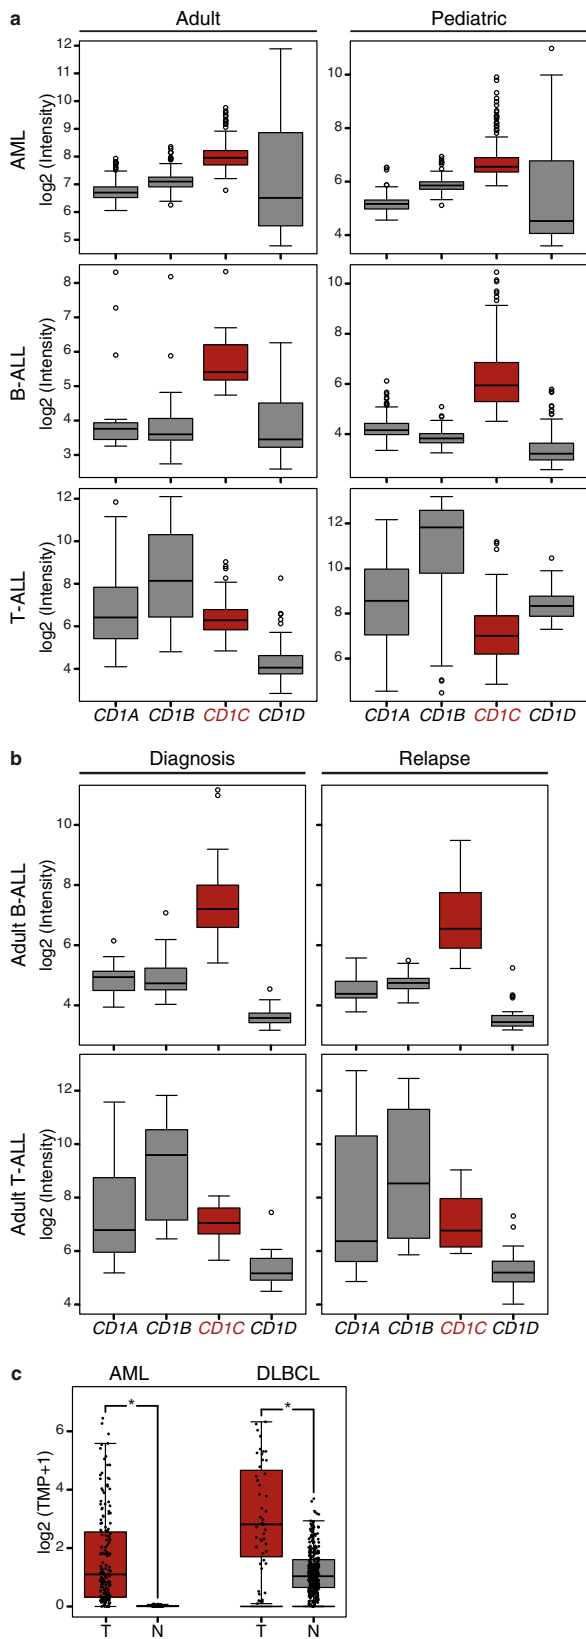 a
Adult Pediatric
AML
log2 (Intensity)
12
11
10
9
8
7
6
5
10
8
6
4
B-ALL
log2 (Intensity)
8
7
6
5
4
3
10
8
6
4
T-ALL
log2 (Intensity)
12
10
8
6
4
12
10
8
6
CD1A CD1B CD1C CD1D CD1A CD1B CD1C CD1D
b
Diagnosis Relapse
Adult B-ALL
log2 (Intensity)
10
8
6
4
Adult T-ALL
log2 (Intensity)
12
10
8
6
4
CD1A CD1B CD1C CD1D CD1A CD1B CD1C CD1D
c
AML DLBCL
* *
log2 (TMP+1)
6
4
2
0
T N T N